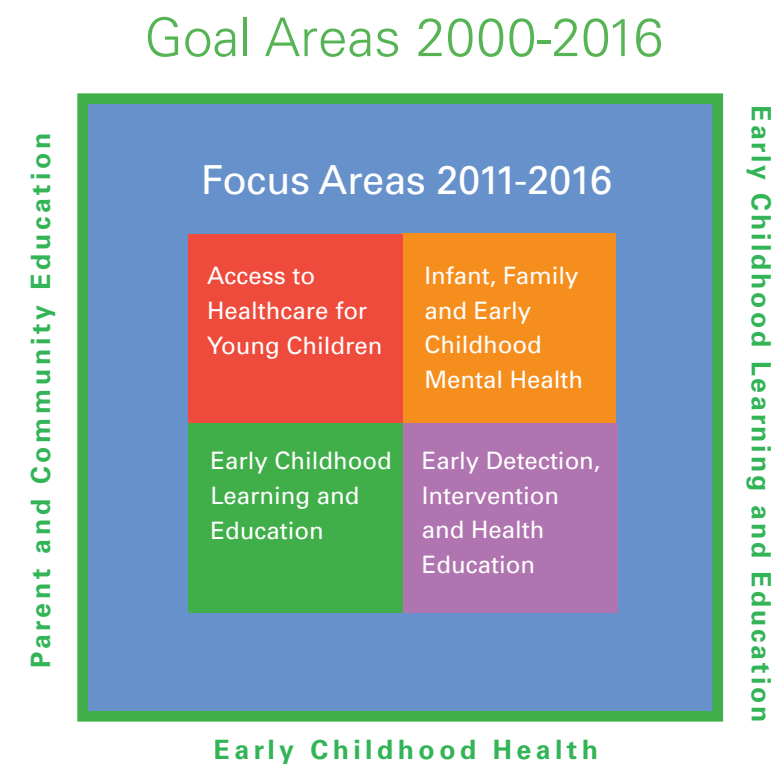 Goal Areas 2000-2016
Parent and Community Education
Focus Areas 2011-2016
Access to
Healthcare for
Young Children
Infant, Family
and Early
Childhood
Mental Health
Early Childhood
Learning and
Education
Early Detection,
Intervention
and Health
Education
Early Childhood Learning and Education
Early Childhood Health